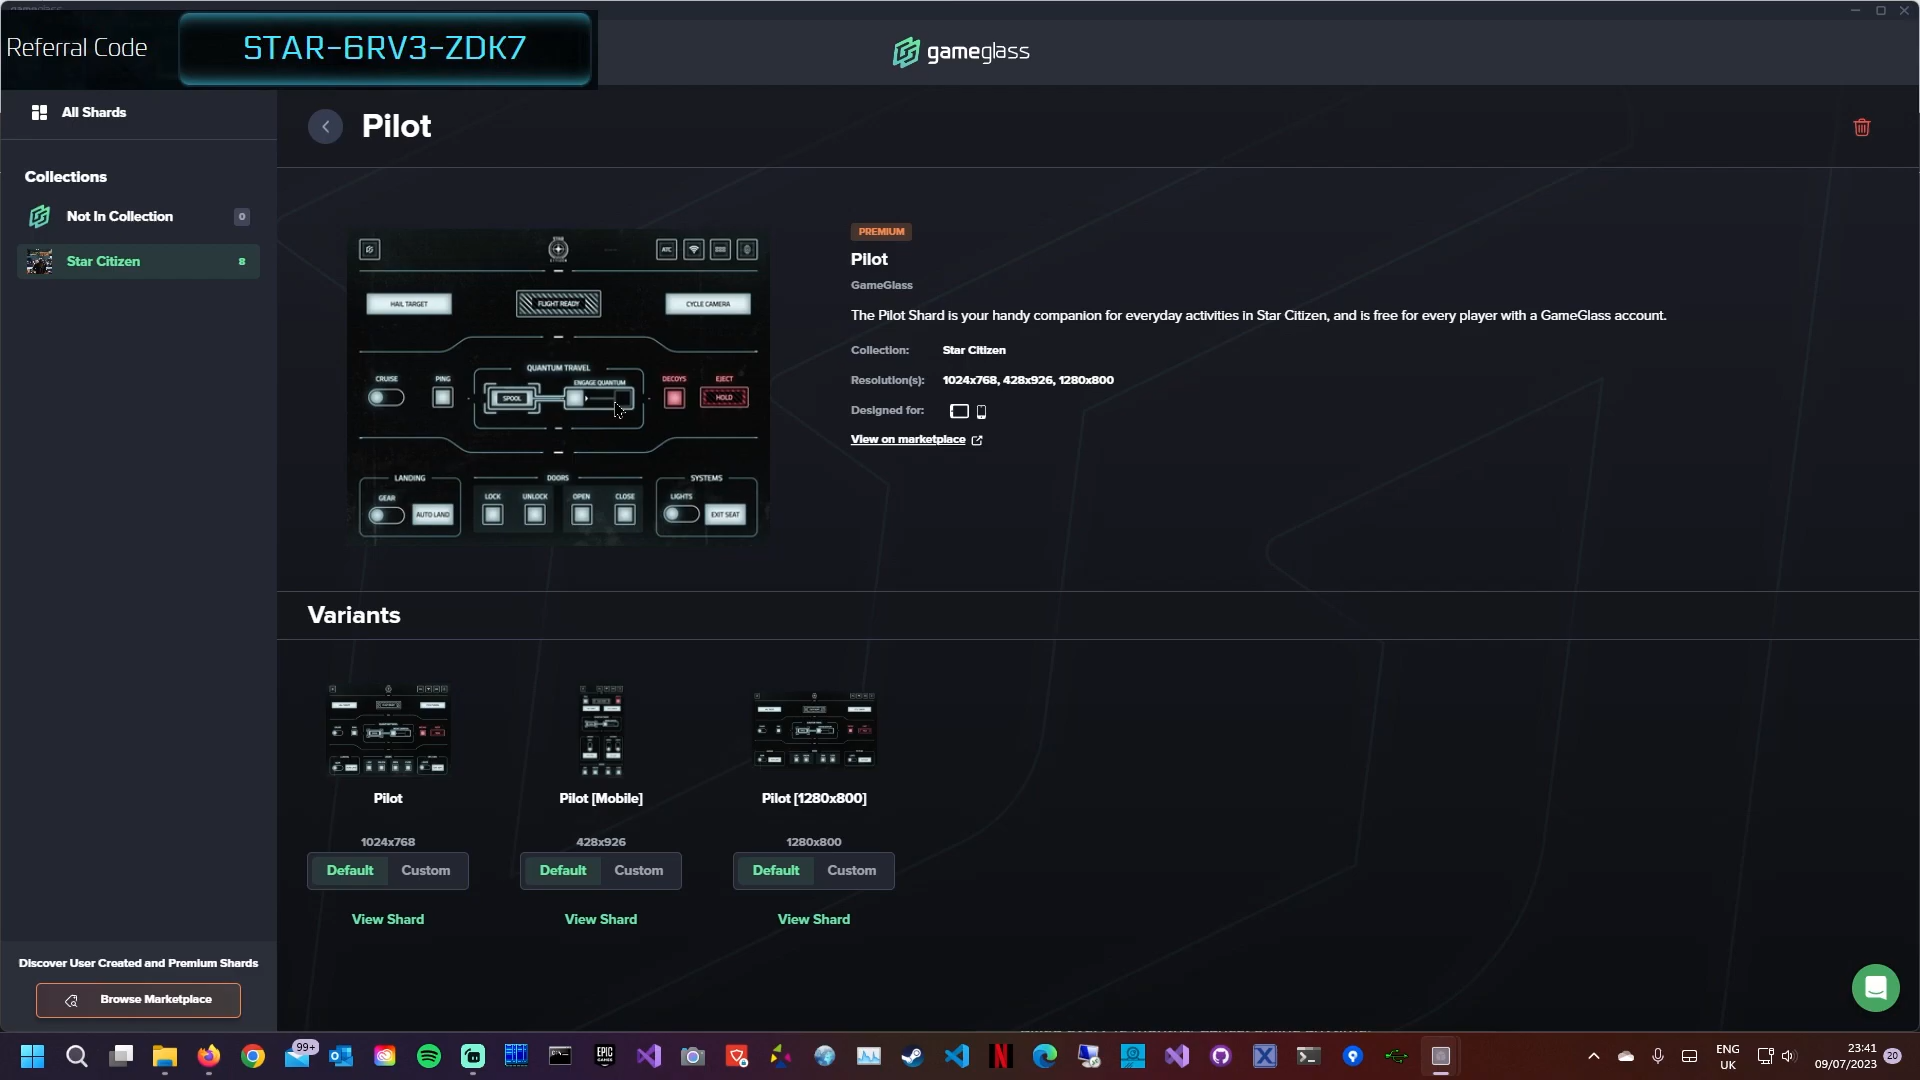 Referral Code
STAR-6RV3-ZDK7
gameglass
All Shards
Pilot
Collections
Not In Collection
0
Star Citizen
8
HAIL TARGET
FLIGHT READY
CYCLE CAMERA
QUANTUM TRAVEL
CRUISE
PING
ENGAGE QUANTUM
SPOOL
DECOYS
EJECT
HOLD
LANDING
DOORS
SYSTEMS
GEAR
AUTO LAND
LOCK
UNLOCK
OPEN
CLOSE
LIGHTS
EXIT SEAT
PREMIUM
Pilot
GameGlass
The Pilot Shard is your handy companion for everyday activities in Star Citizen, and is free for every player with a GameGlass account.
Collection: Star Citizen
Resolution(s): 1024x768, 428x926, 1280x800
Designed for:
View on marketplace
Variants
Pilot
1024x768
Default Custom
View Shard
Pilot [Mobile]
428x926
Default Custom
View Shard
Pilot [1280x800]
1280x800
Default Custom
View Shard
Discover User Created and Premium Shards
Browse Marketplace
99+
EPIC
ENG
UK
23:41
09/07/2023
20